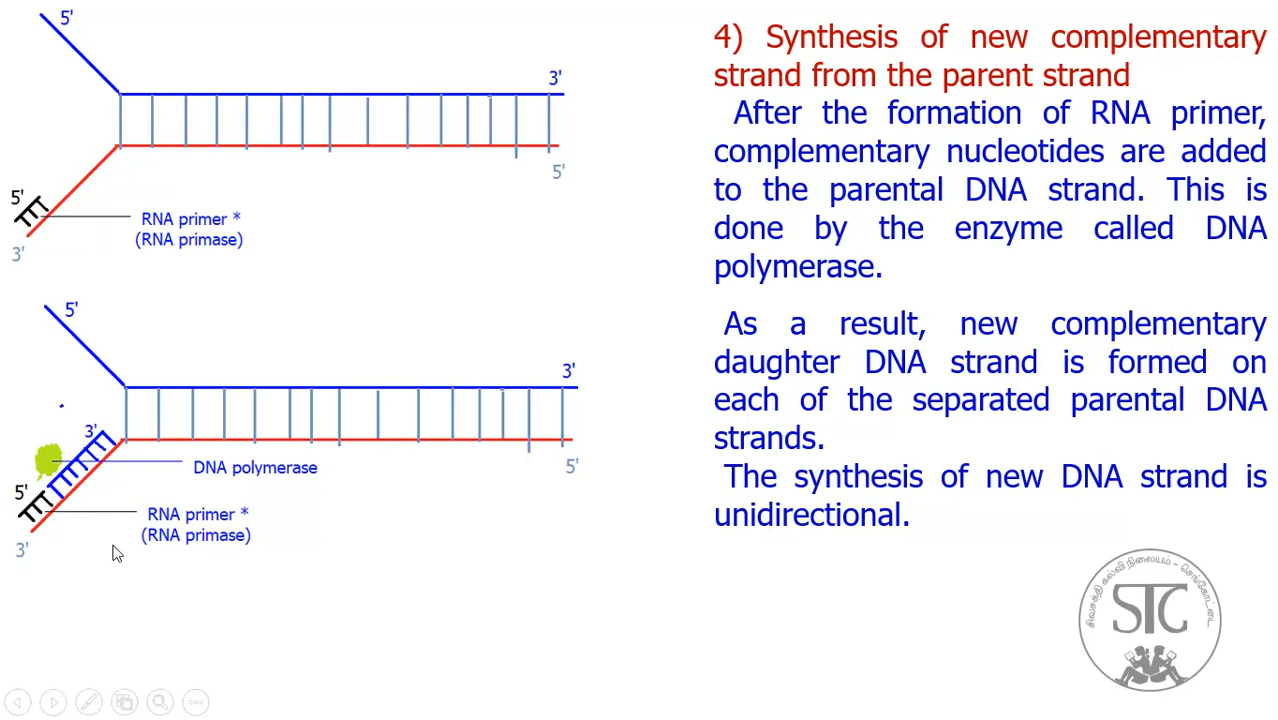 5'
3'
5'
5'
RNA primer *
(RNA primase)
3'
5'
3'
3'
DNA polymerase
5'
5'
RNA primer *
(RNA primase)
3'
4) Synthesis of new complementary
strand from the parent strand
After the formation of RNA primer,
complementary nucleotides are added
to the parental DNA strand. This is
done by the enzyme called DNA
polymerase.
As a result, new complementary
daughter DNA strand is formed on
each of the separated parental DNA
strands.
The synthesis of new DNA strand is
unidirectional.
சிவசக்தி கல்வி நிலையம் - செங்கோட்டை
STC